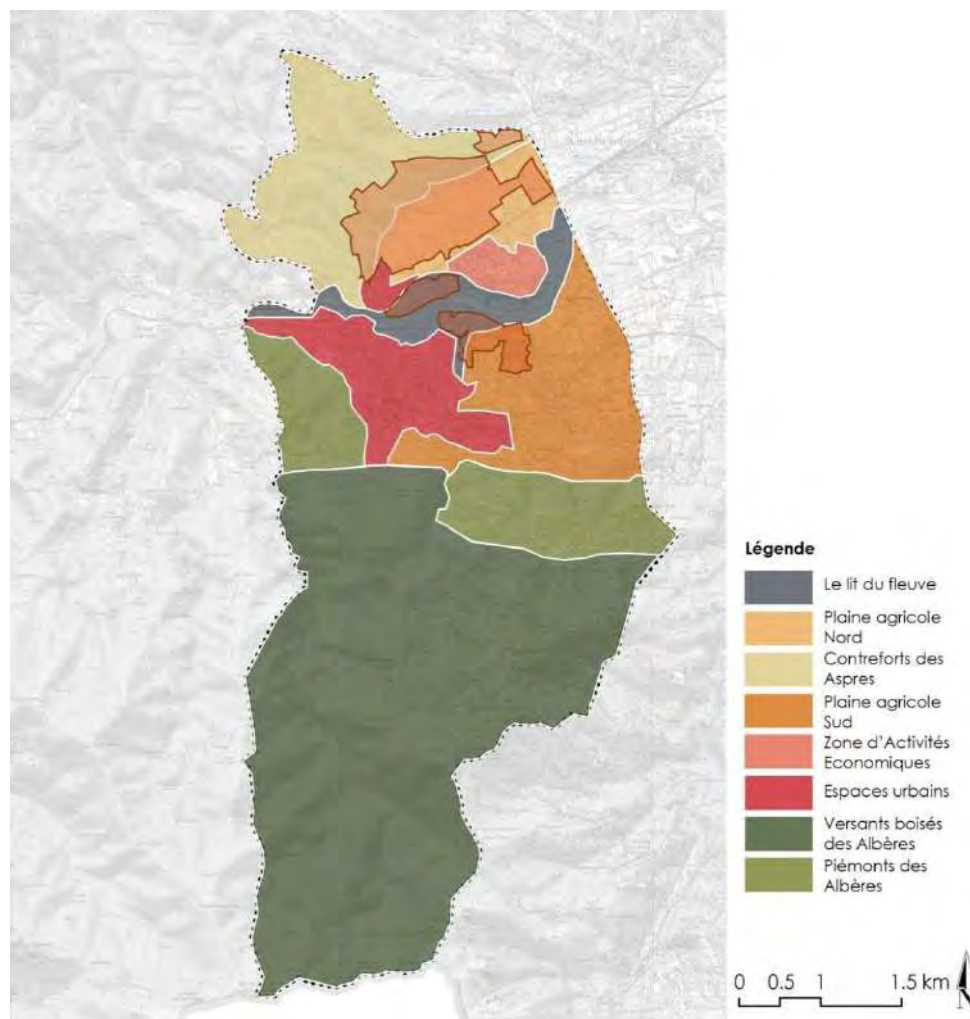 Légende
Le lit du fleuve
Plaine agricole
Nord
Contreforts des
Aspres
Plaine agricole
Sud
Zone d'Activités
Economiques
Espaces urbains
Versants boisés
des Albères
Piémonts des
Albères
0 0.5 1 1.5 km
N